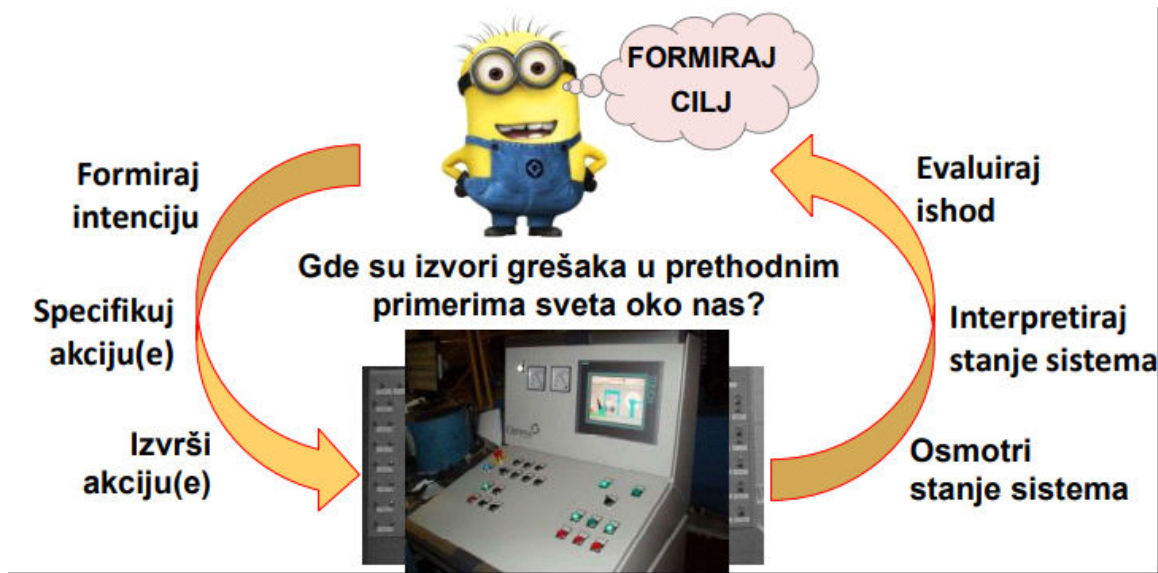 FORMIRAJ
CILJ
Formiraj
intenciju
Specifikuj
akciju(e)
Izvrši
akciju(e)
Gde su izvori grešaka u prethodnim
primerima sveta oko nas?
Evaluiraj
ishod
Interpretiraj
stanje sistema
Osmotri
stanje sistema